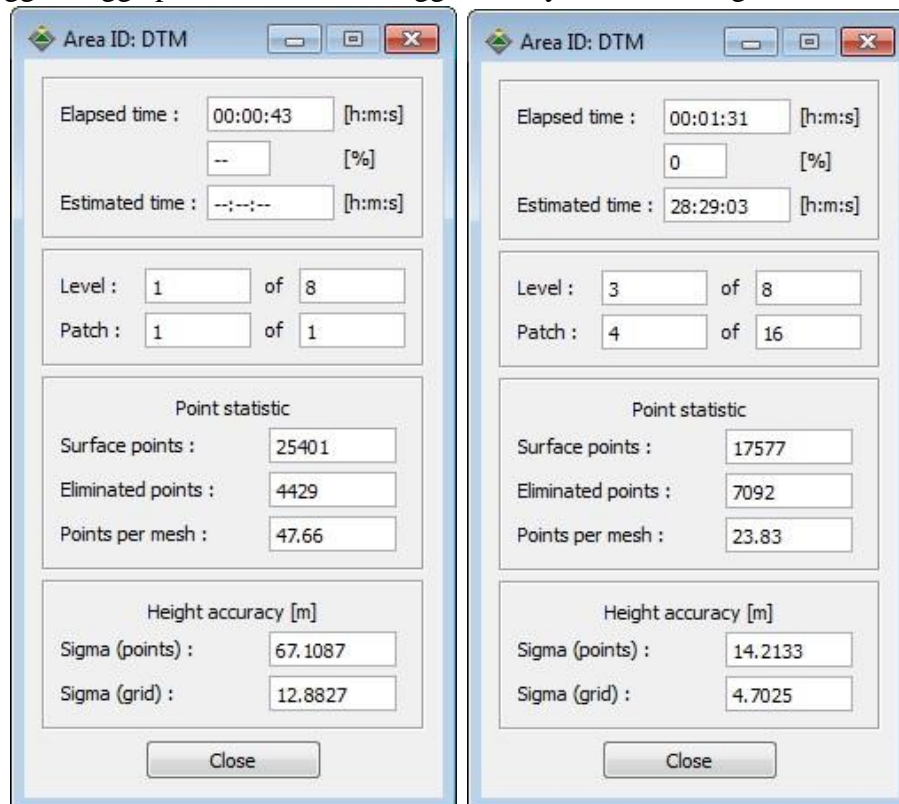 Area ID: DTM
Elapsed time : 00:00:43 [h:m:s]
-- [%]
Estimated time : --:--:-- [h:m:s]
Level : 1 of 8
Patch : 1 of 1
Point statistic
Surface points : 25401
Eliminated points : 4429
Points per mesh : 47.66
Height accuracy [m]
Sigma (points) : 67.1087
Sigma (grid) : 12.8827
Close
Area ID: DTM
Elapsed time : 00:01:31 [h:m:s]
0 [%]
Estimated time : 28:29:03 [h:m:s]
Level : 3 of 8
Patch : 4 of 16
Point statistic
Surface points : 17577
Eliminated points : 7092
Points per mesh : 23.83
Height accuracy [m]
Sigma (points) : 14.2133
Sigma (grid) : 4.7025
Close